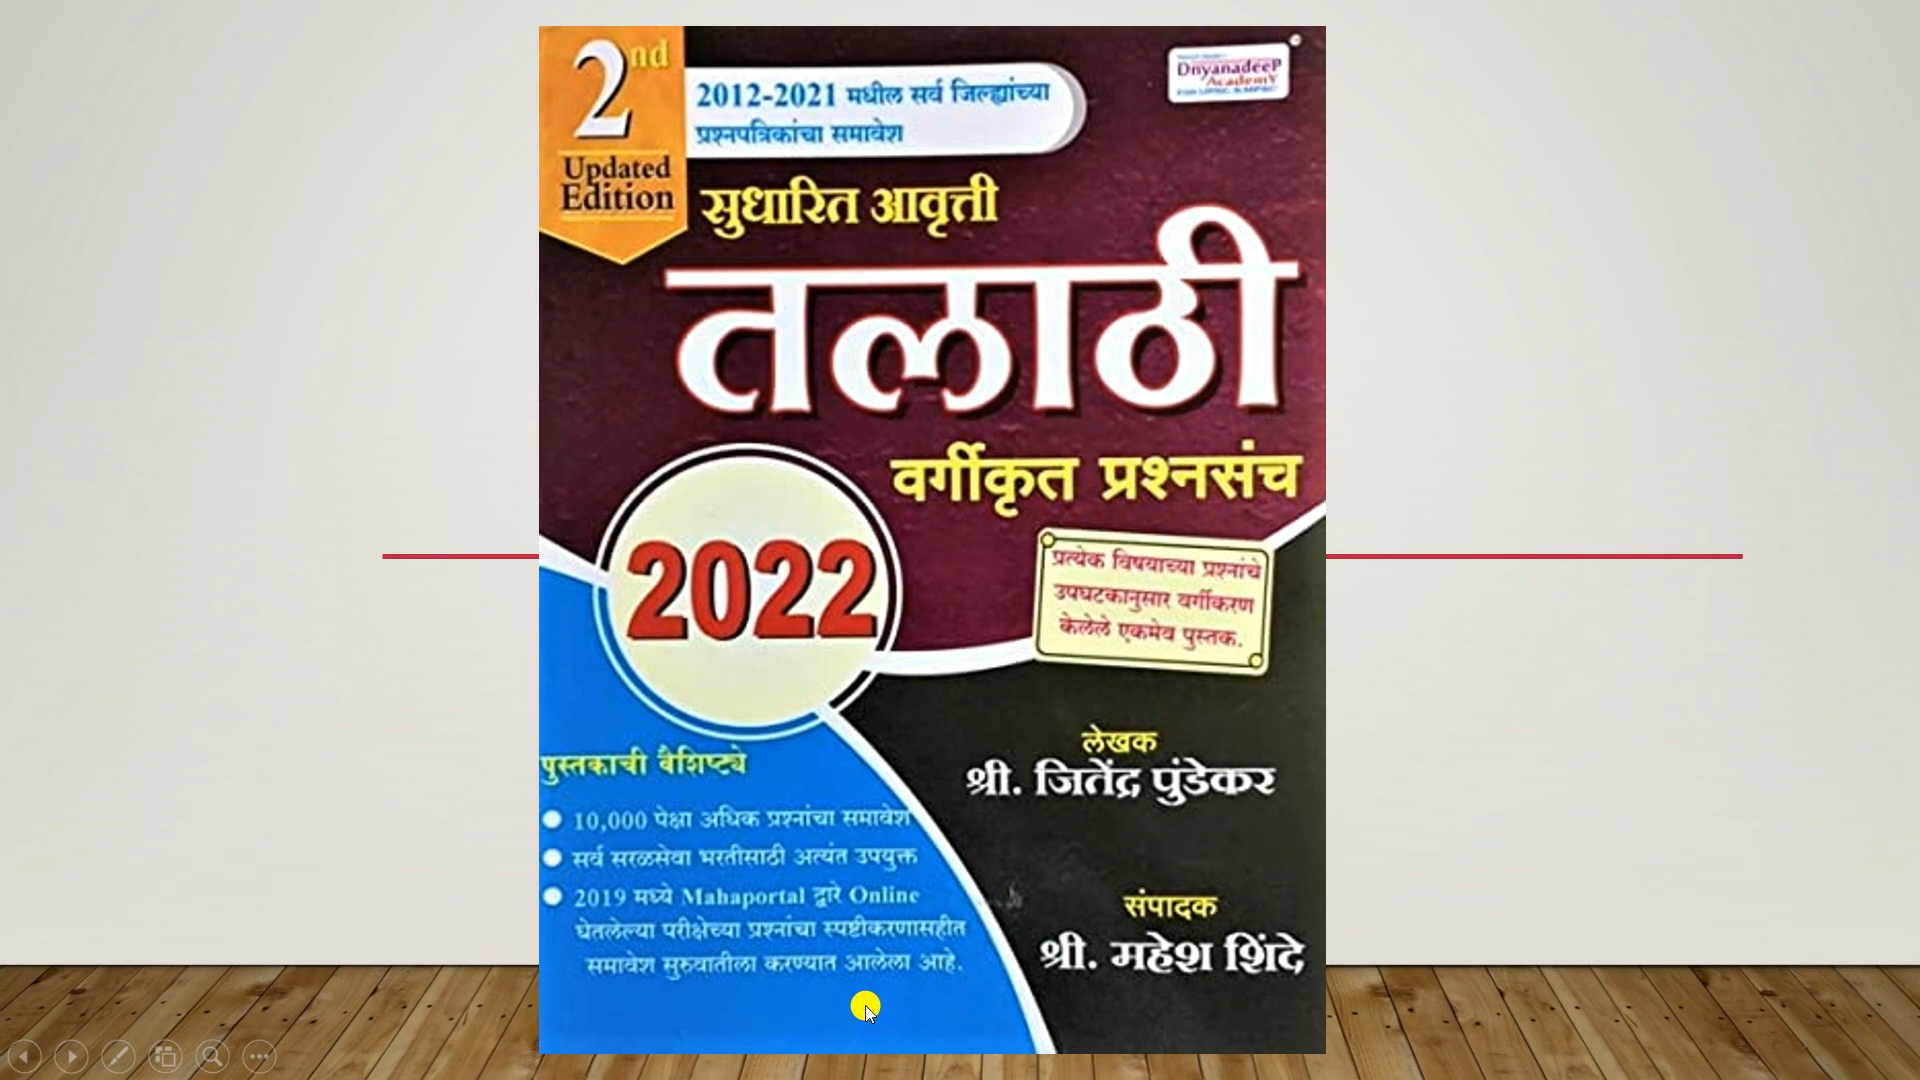 2nd
Updated
Edition
2012-2021 मधील सर्व जिल्ह्यांच्या
प्रश्नपत्रिकांचा समावेश
DnyanadeeP
AcademY
सुधारित आवृत्ती
तलाठी
वर्गीकृत प्रश्नसंच
2022
प्रत्येक विषयाच्या प्रश्नांचे
उपघटकानुसार वर्गीकरण
केलेले एकमेव पुस्तक.
लेखक
श्री. जितेंद्र पुंडेकर
संपादक
श्री. महेश शिंदे
पुस्तकाची वैशिष्ट्ये
10,000 पेक्षा अधिक प्रश्नांचा समावेश
सर्व सरळसेवा भरतीसाठी अत्यंत उपयुक्त
2019 मध्ये Mahaportal द्वारे Online
घेतलेल्या परीक्षेच्या प्रश्नांचा स्पष्टीकरणासहीत
समावेश सुरुवातीला करण्यात आलेला आहे.